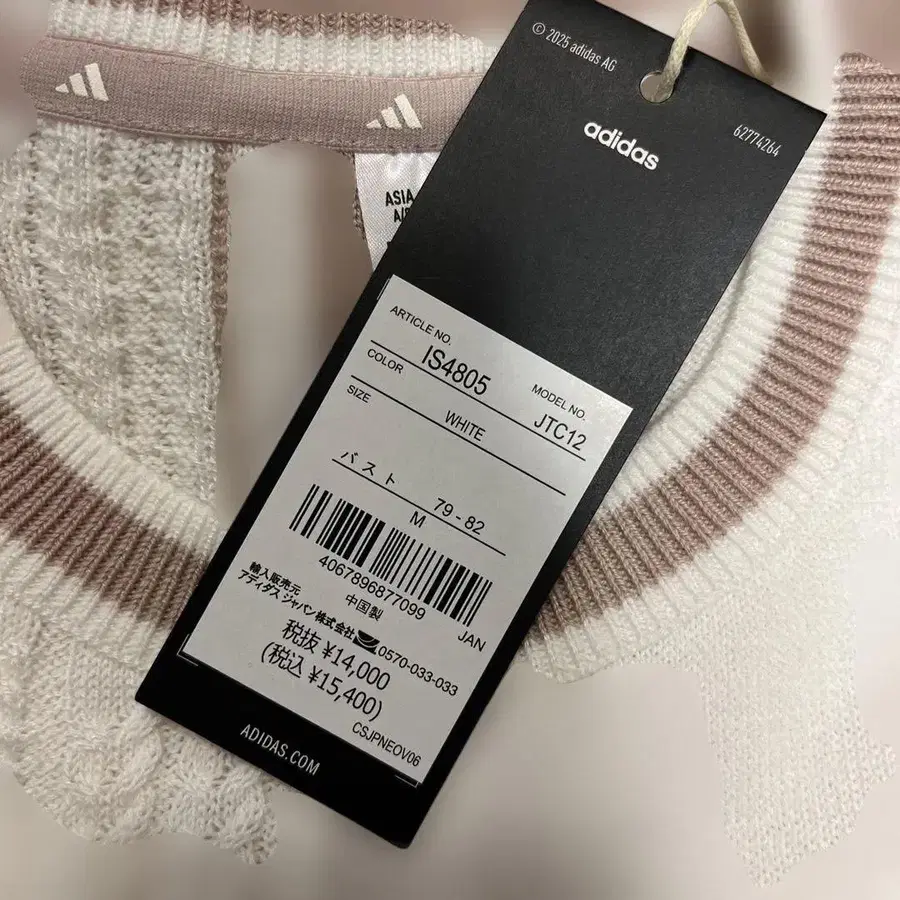 © 2025 adidas AG
adidas
62774264
ASIA
ARTICLE NO.
IS4805
MODEL NO.
JTC12
COLOR
WHITE
SIZE
バスト 79 - 82
M
4067896877099
JAN
中国製
輸入販売元
アディダス ジャパン株式会社 0570-033-033
税抜 ¥14,000
(税込 ¥15,400)
CSJPNEOV06
ADIDAS.COM